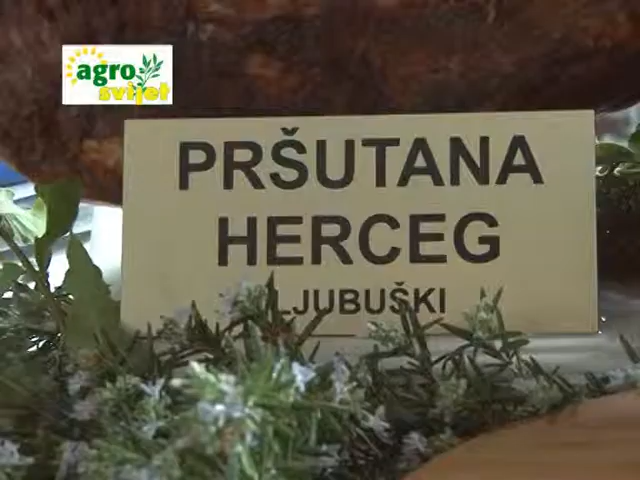 agro
svijet
PRŠUTANA
HERCEG
LJUBUŠKI